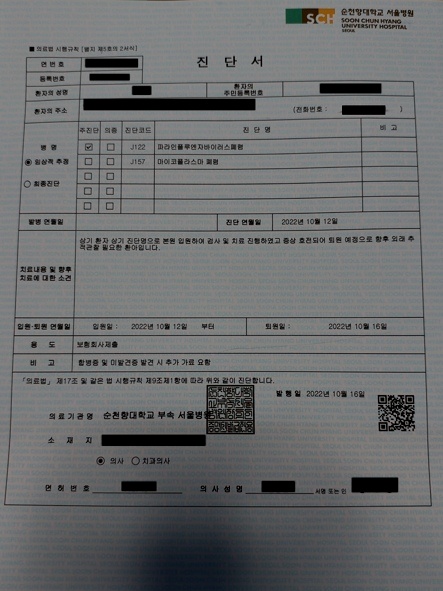 SCH 순천향대학교 서울병원
SOON CHUN HYANG
UNIVERSITY HOSPITAL
SEOUL
■ 의료법 시행규칙 [별지 제5호의 2서식]
진 단 서
연 번 호
등록번호
환자의 성명 환자의 주민등록번호
환자의 주소 (전화번호 : )
병 명 주진단 의증 진단코드 진 단 명 비 고
J122 파라인플루엔자바이러스폐렴
임상적 추정 J157 마이코플라스마 폐렴
최종진단
발병 연월일 진단 연월일 2022년 10월 12일
치료내용 및 향후 치료에 대한 소견
상기 환자 상기 진단명으로 본원 입원하여 검사 및 치료 진행하였고 증상 호전되어 퇴원 예정으로 향후 외래 추
적관찰 필요한 환아입니다.
입원·퇴원 연월일 입원일 : 2022년 10월 12일 부터 퇴원일 : 2022년 10월 16일
용 도 보험회사제출
비 고 합병증 및 미발견증 발견 시 추가 가료 요함
「의료법」 제17조 및 같은 법 시행규칙 제9조제1항에 따라 위와 같이 진단합니다.
발 행 일 2022년 10월 16일
의 료 기 관 명 순천향대학교 부속 서울병원
소 재 지
의사 치과의사
면 허 번 호 의 사 성 명 서명 또는 인